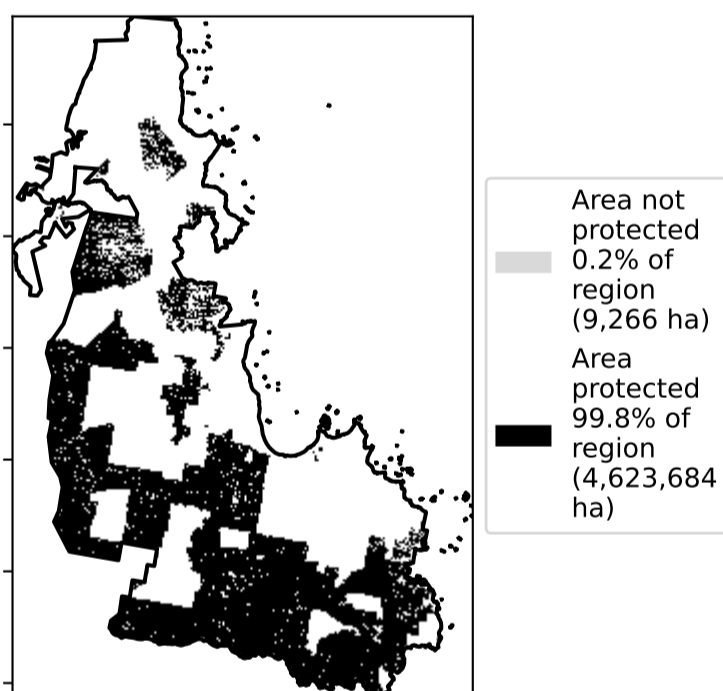 Area not
protected
0.2% of
region
(9,266 ha)
Area
protected
99.8% of
region
(4,623,684
ha)